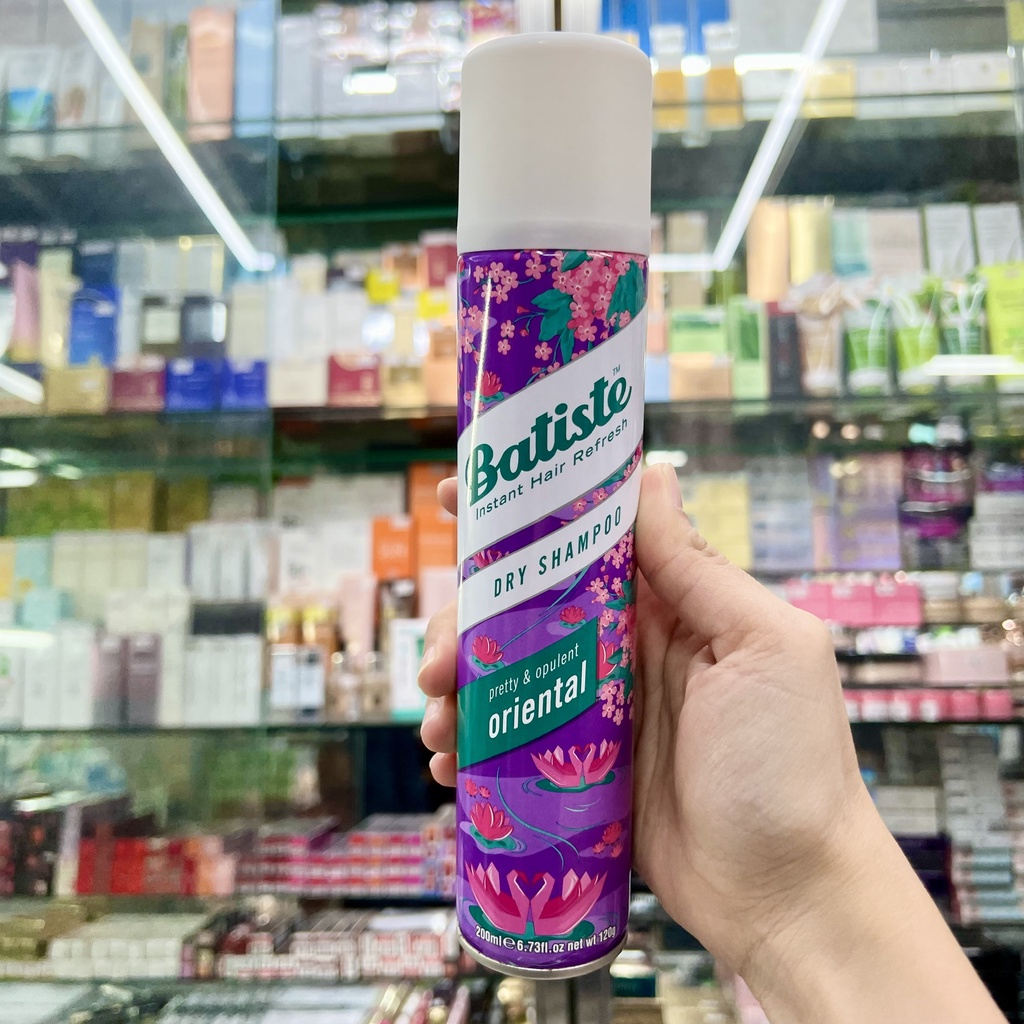 Batiste™
Instant Hair Refresh
DRY SHAMPOO
pretty & opulent
oriental
200ml ℮ 6.73fl.oz net wt 120g